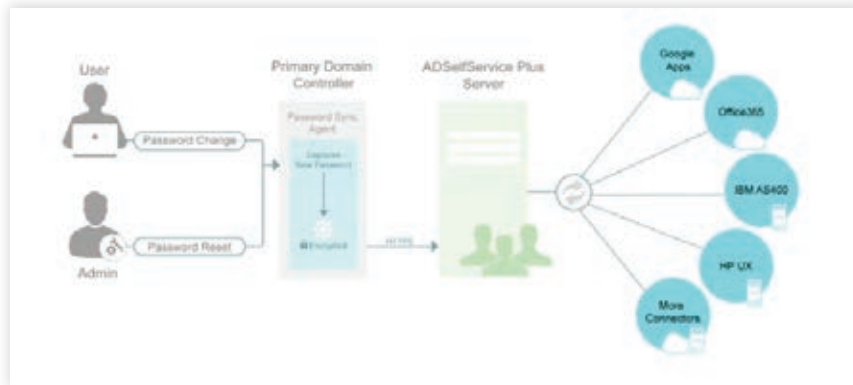 User
Password Change
Admin
Password Reset
Primary Domain
Controller
Password Sync
Agent
Captures
New Password
Encrypted
HTTPS
ADSelfService Plus
Server
Google
Apps
Office365
IBM AS400
HP UX
More
Connectors